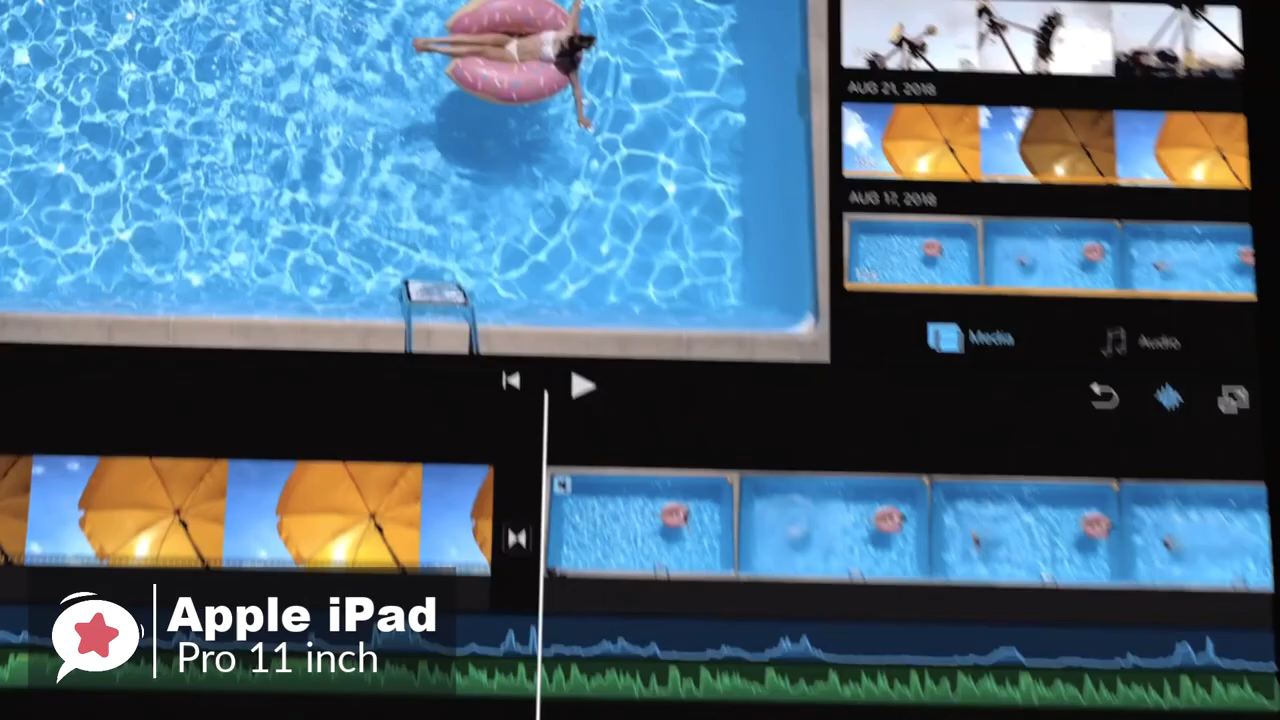 AUG 21, 2018
AUG 17, 2018
Media
Audio
Apple iPad
Pro 11 inch